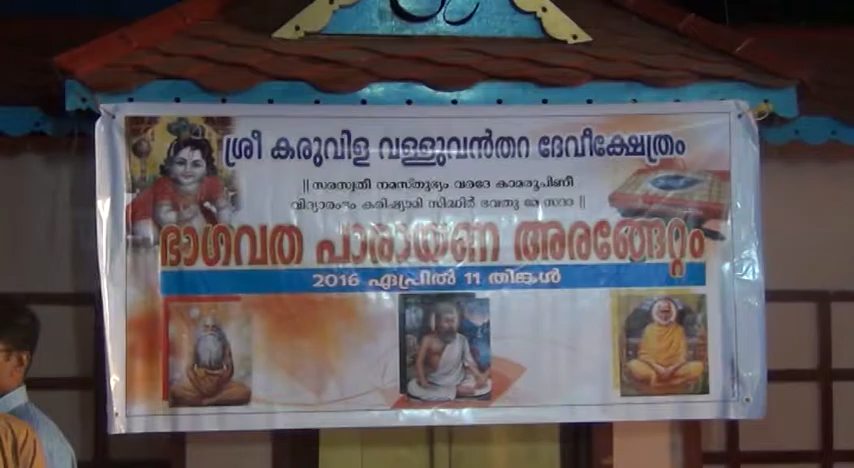 ശ്രീ കരുവിള വള്ളുവൻതറ ദേവീക്ഷേത്രം
|| സരസ്വതീ നമസ്തുഭ്യം വരദേ കാമരൂപിണീ
വിദ്യാരംഭം കരിഷ്യാമി സിദ്ധിർ ഭവതു മേ സദാ ||
ഭാഗവത പാരായണ അരങ്ങേറ്റം
2016 ഏപ്രിൽ 11 തിങ്കൾ